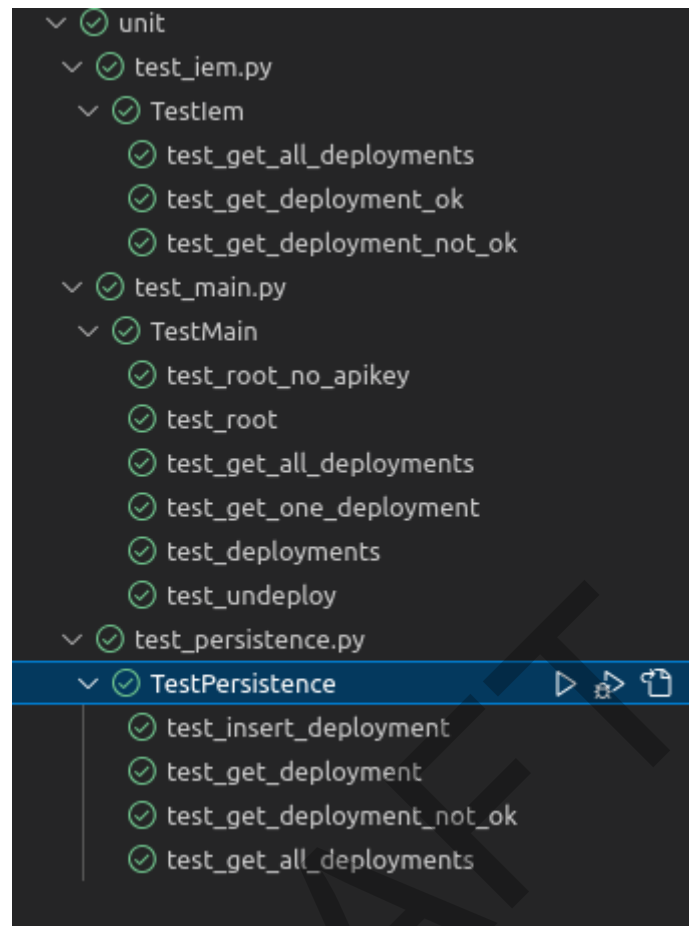 unit
test_iem.py
TestIem
test_get_all_deployments
test_get_deployment_ok
test_get_deployment_not_ok
test_main.py
TestMain
test_root_no_apikey
test_root
test_get_all_deployments
test_get_one_deployment
test_deployments
test_undeploy
test_persistence.py
TestPersistence
test_insert_deployment
test_get_deployment
test_get_deployment_not_ok
test_get_all_deployments